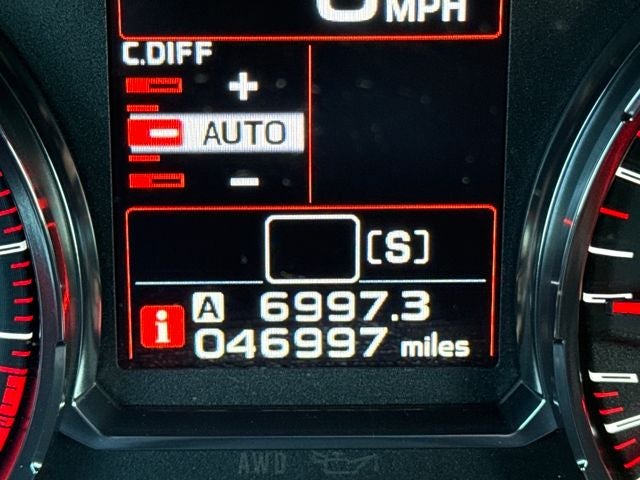 MPH
C.DIFF
+
AUTO
-
[S]
A 6997.3
i 046997 miles
AWD